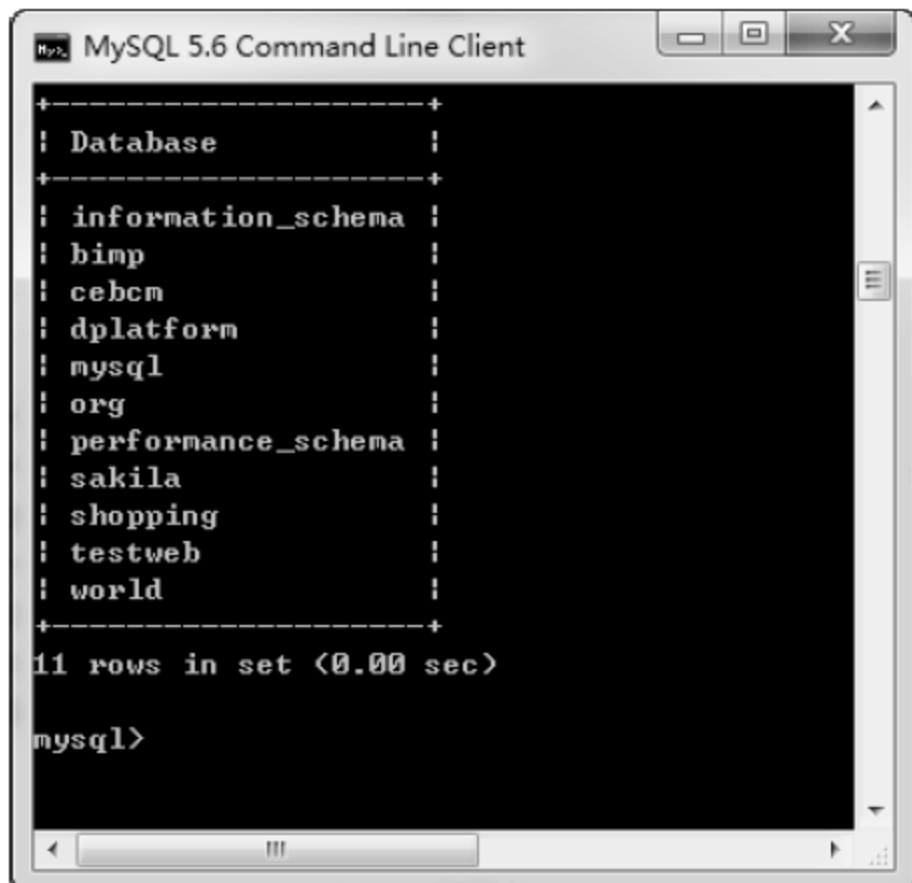 MySQL 5.6 Command Line Client
+--------------------+
| Database           |
+--------------------+
| information_schema |
| bimp               |
| cebcm              |
| dplatform          |
| mysql              |
| org                |
| performance_schema |
| sakila             |
| shopping           |
| testweb            |
| world              |
+--------------------+
11 rows in set (0.00 sec)
mysql>